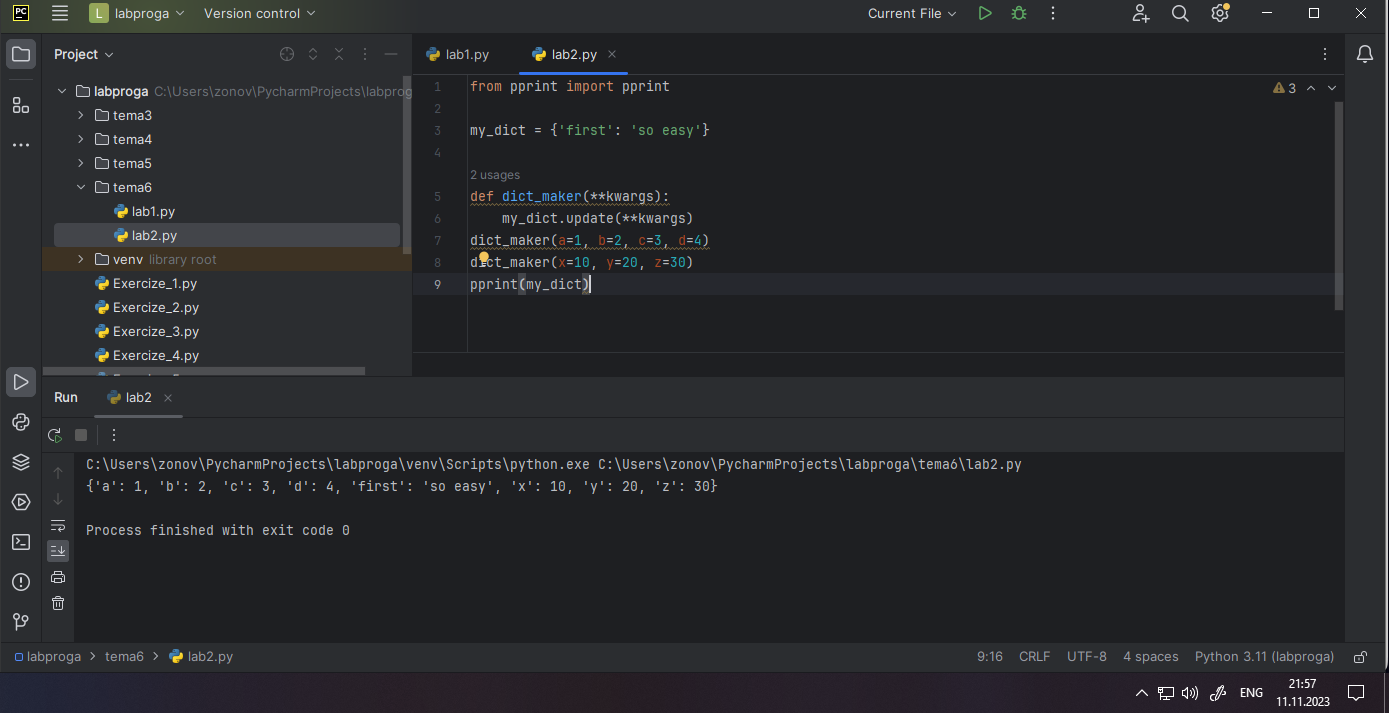 PC
L labproga Version control Current File
Project
lab1.py lab2.py
labproga C:\Users\zonov\PycharmProjects\labprog
tema3
tema4
tema5
tema6
lab1.py
lab2.py
venv library root
Exercize_1.py
Exercize_2.py
Exercize_3.py
Exercize_4.py
3
1 from pprint import pprint
2
3 my_dict = {'first': 'so easy'}
4
2 usages
5 def dict_maker(**kwargs):
6 my_dict.update(**kwargs)
7 dict_maker(a=1, b=2, c=3, d=4)
8 dict_maker(x=10, y=20, z=30)
9 pprint(my_dict)
Run lab2
C:\Users\zonov\PycharmProjects\labproga\venv\Scripts\python.exe C:\Users\zonov\PycharmProjects\labproga\tema6\lab2.py
{'a': 1, 'b': 2, 'c': 3, 'd': 4, 'first': 'so easy', 'x': 10, 'y': 20, 'z': 30}
Process finished with exit code 0
labproga > tema6 > lab2.py 9:16 CRLF UTF-8 4 spaces Python 3.11 (labproga)
ENG
21:57
11.11.2023